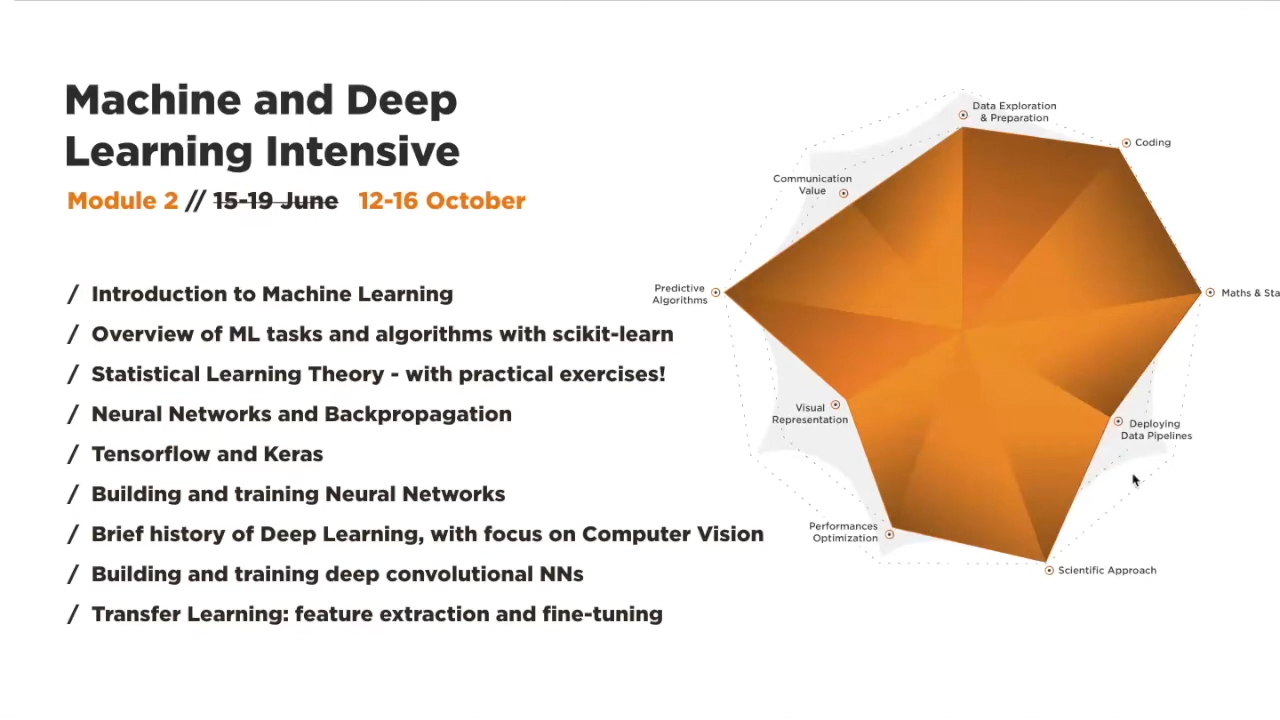 Machine and Deep
Learning Intensive
Module 2 // 15-19 June 12-16 October
/ Introduction to Machine Learning
/ Overview of ML tasks and algorithms with scikit-learn
/ Statistical Learning Theory - with practical exercises!
/ Neural Networks and Backpropagation
/ Tensorflow and Keras
/ Building and training Neural Networks
/ Brief history of Deep Learning, with focus on Computer Vision
/ Building and training deep convolutional NNs
/ Transfer Learning: feature extraction and fine-tuning
Data Exploration
& Preparation
Coding
Communication
Value
Predictive
Algorithms
Maths &
Visual
Representation
Deploying
Data Pipelines
Performances
Optimization
Scientific Approach